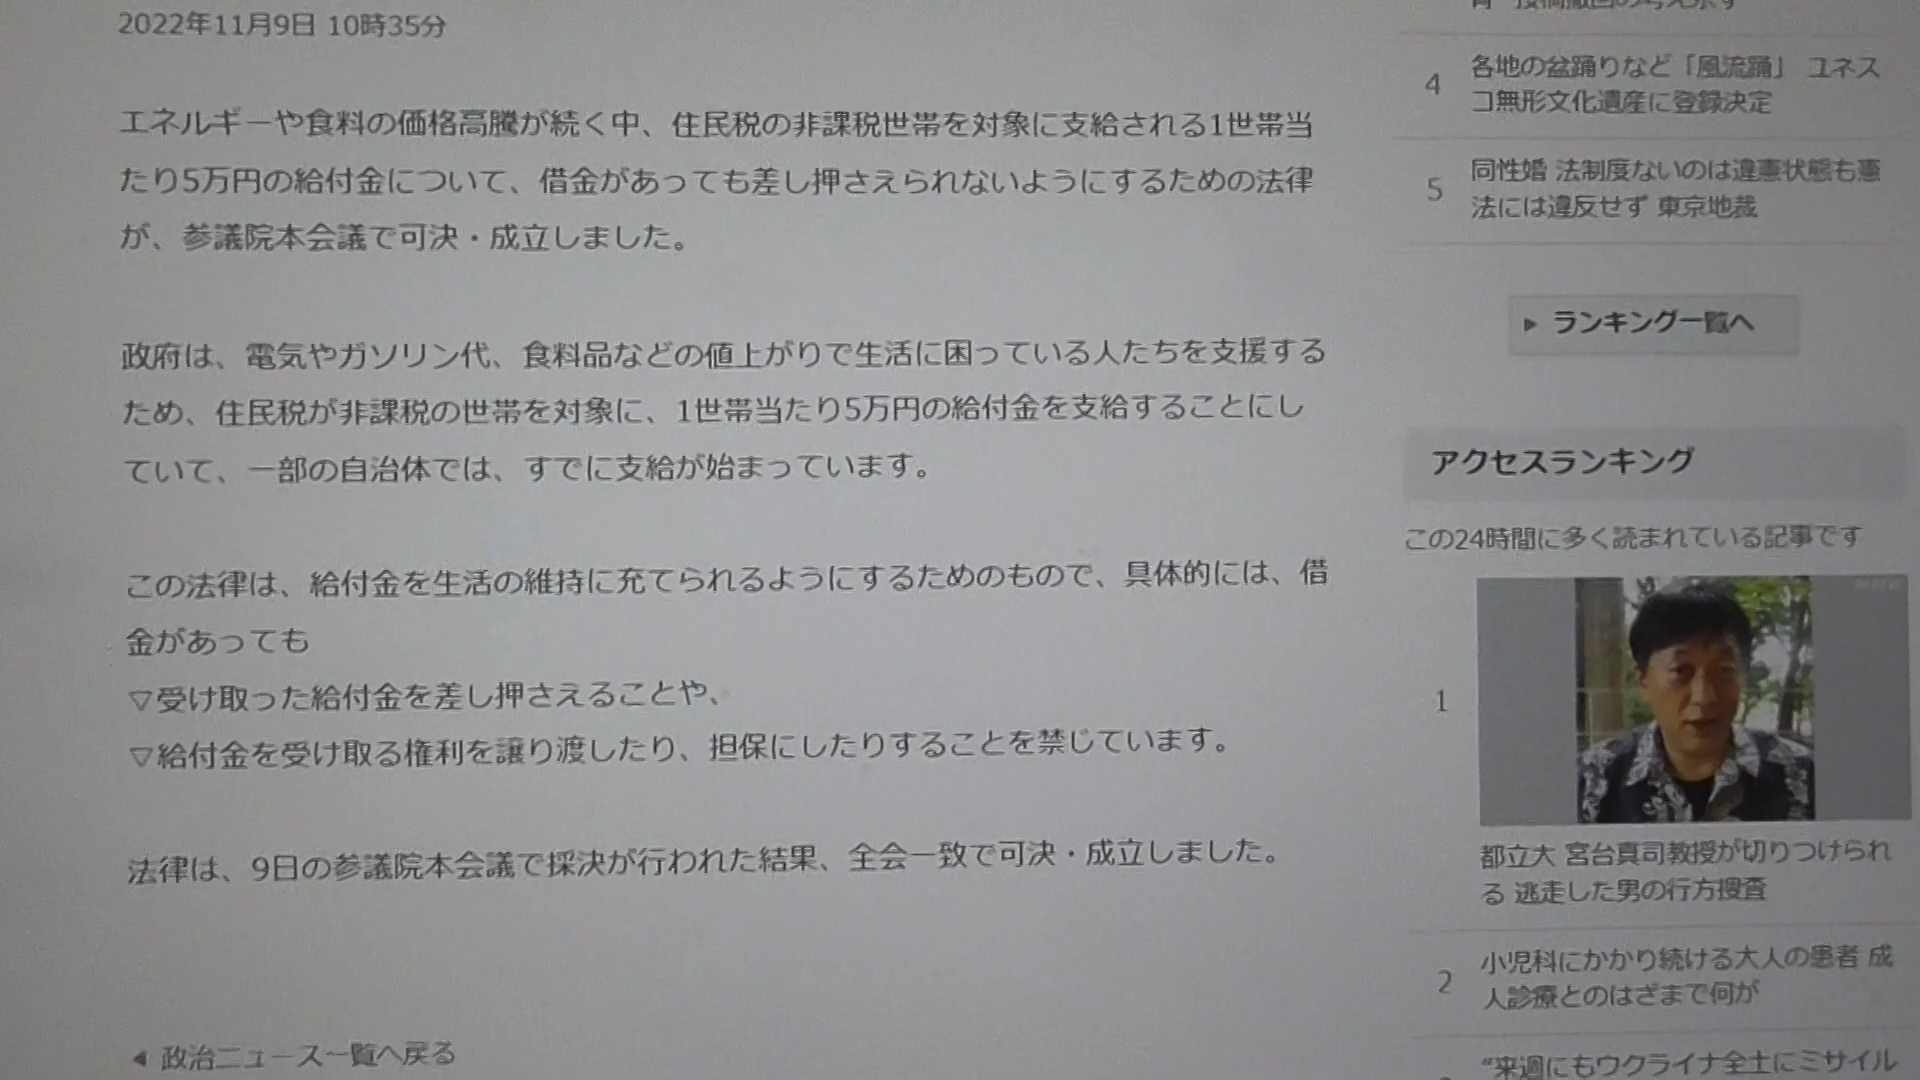 2022年11月9日 10時35分
エネルギーや食料の価格高騰が続く中、住民税の非課税世帯を対象に支給される1世帯当
たり5万円の給付金について、借金があっても差し押さえられないようにするための法律
が、参議院本会議で可決・成立しました。
政府は、電気やガソリン代、食料品などの値上がりで生活に困っている人たちを支援する
ため、住民税が非課税の世帯を対象に、1世帯当たり5万円の給付金を支給することにし
ていて、一部の自治体では、すでに支給が始まっています。
この法律は、給付金を生活の維持に充てられるようにするためのもので、具体的には、借
金があっても
▽受け取った給付金を差し押さえることや、
▽給付金を受け取る権利を譲り渡したり、担保にしたりすることを禁じています。
法律は、9日の参議院本会議で採決が行われた結果、全会一致で可決・成立しました。
◀ 政治ニュース一覧へ戻る
4
各地の盆踊りなど「風流踊」 ユネス
コ無形文化遺産に登録決定
5
同性婚 法制度ないのは違憲状態も憲
法には違反せず 東京地裁
▶ ランキング一覧へ
アクセスランキング
この24時間に多く読まれている記事です
1
都立大 宮台真司教授が切りつけられ
る 逃走した男の行方捜査
2
小児科にかかり続ける大人の患者 成
人診療とのはざまで何が
“来週にもウクライナ全土にミサイル